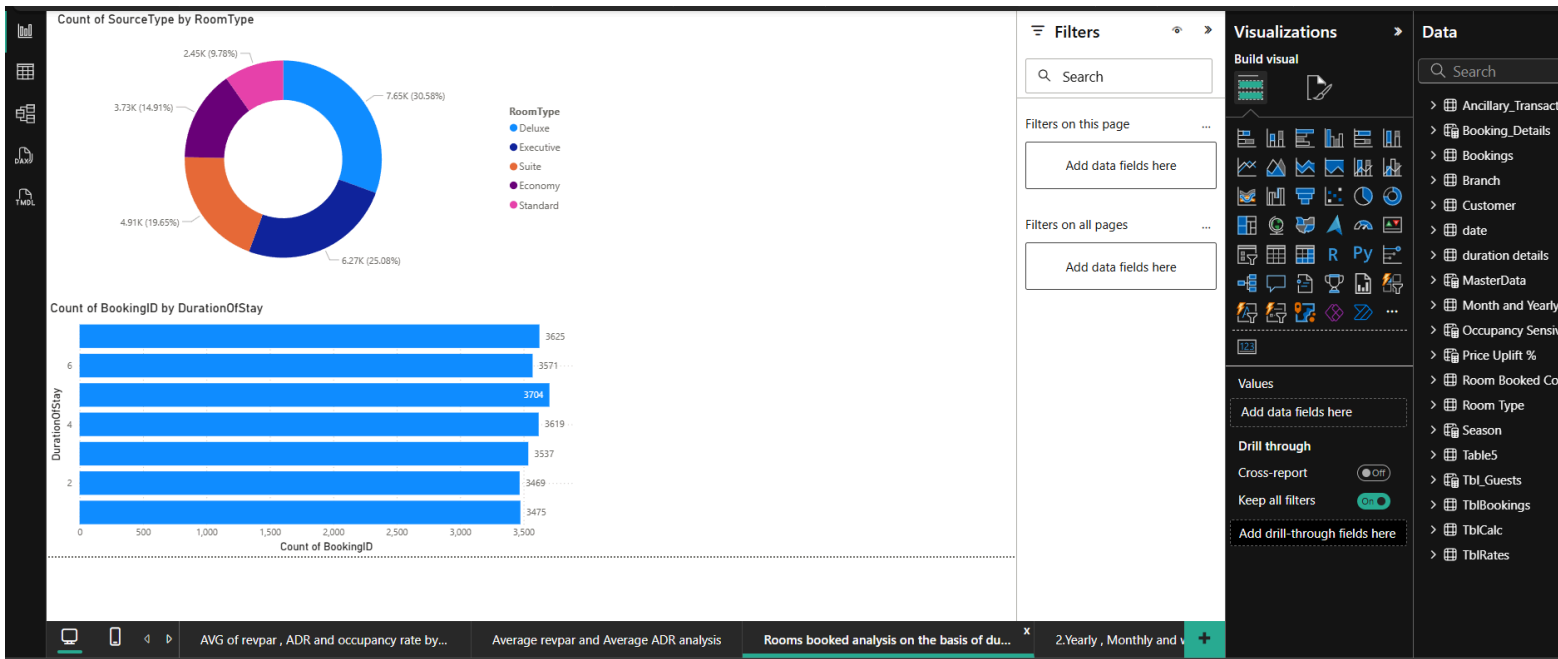 Count of SourceType by RoomType
2.45K (9.78%)
3.73K (14.91%)
7.65K (30.58%)
4.91K (19.65%)
6.27K (25.08%)
RoomType
Deluxe
Executive
Suite
Economy
Standard
Count of BookingID by DurationOfStay
3625
6
3571
3704
4
3619
3537
2
3469
3475
DurationOfStay
0
500
1,000
1,500
2,000
2,500
3,000
3,500
Count of BookingID
Filters
Search
Filters on this page
...
Add data fields here
Filters on all pages
...
Add data fields here
Visualizations
Build visual
R
Py
...
123
Values
Add data fields here
Drill through
Cross-report
Off
Keep all filters
On
Add drill-through fields here
Data
Search
Ancillary_Transact
Booking_Details
Bookings
Branch
Customer
date
duration details
MasterData
Month and Yearly
Occupancy Sensiv
Price Uplift %
Room Booked Co
Room Type
Season
Table5
Tbl_Guests
TblBookings
TblCalc
TblRates
DAX
TMDL
AVG of revpar , ADR and occupancy rate by...
Average revpar and Average ADR analysis
Rooms booked analysis on the basis of du...
x
2.Yearly , Monthly and
+